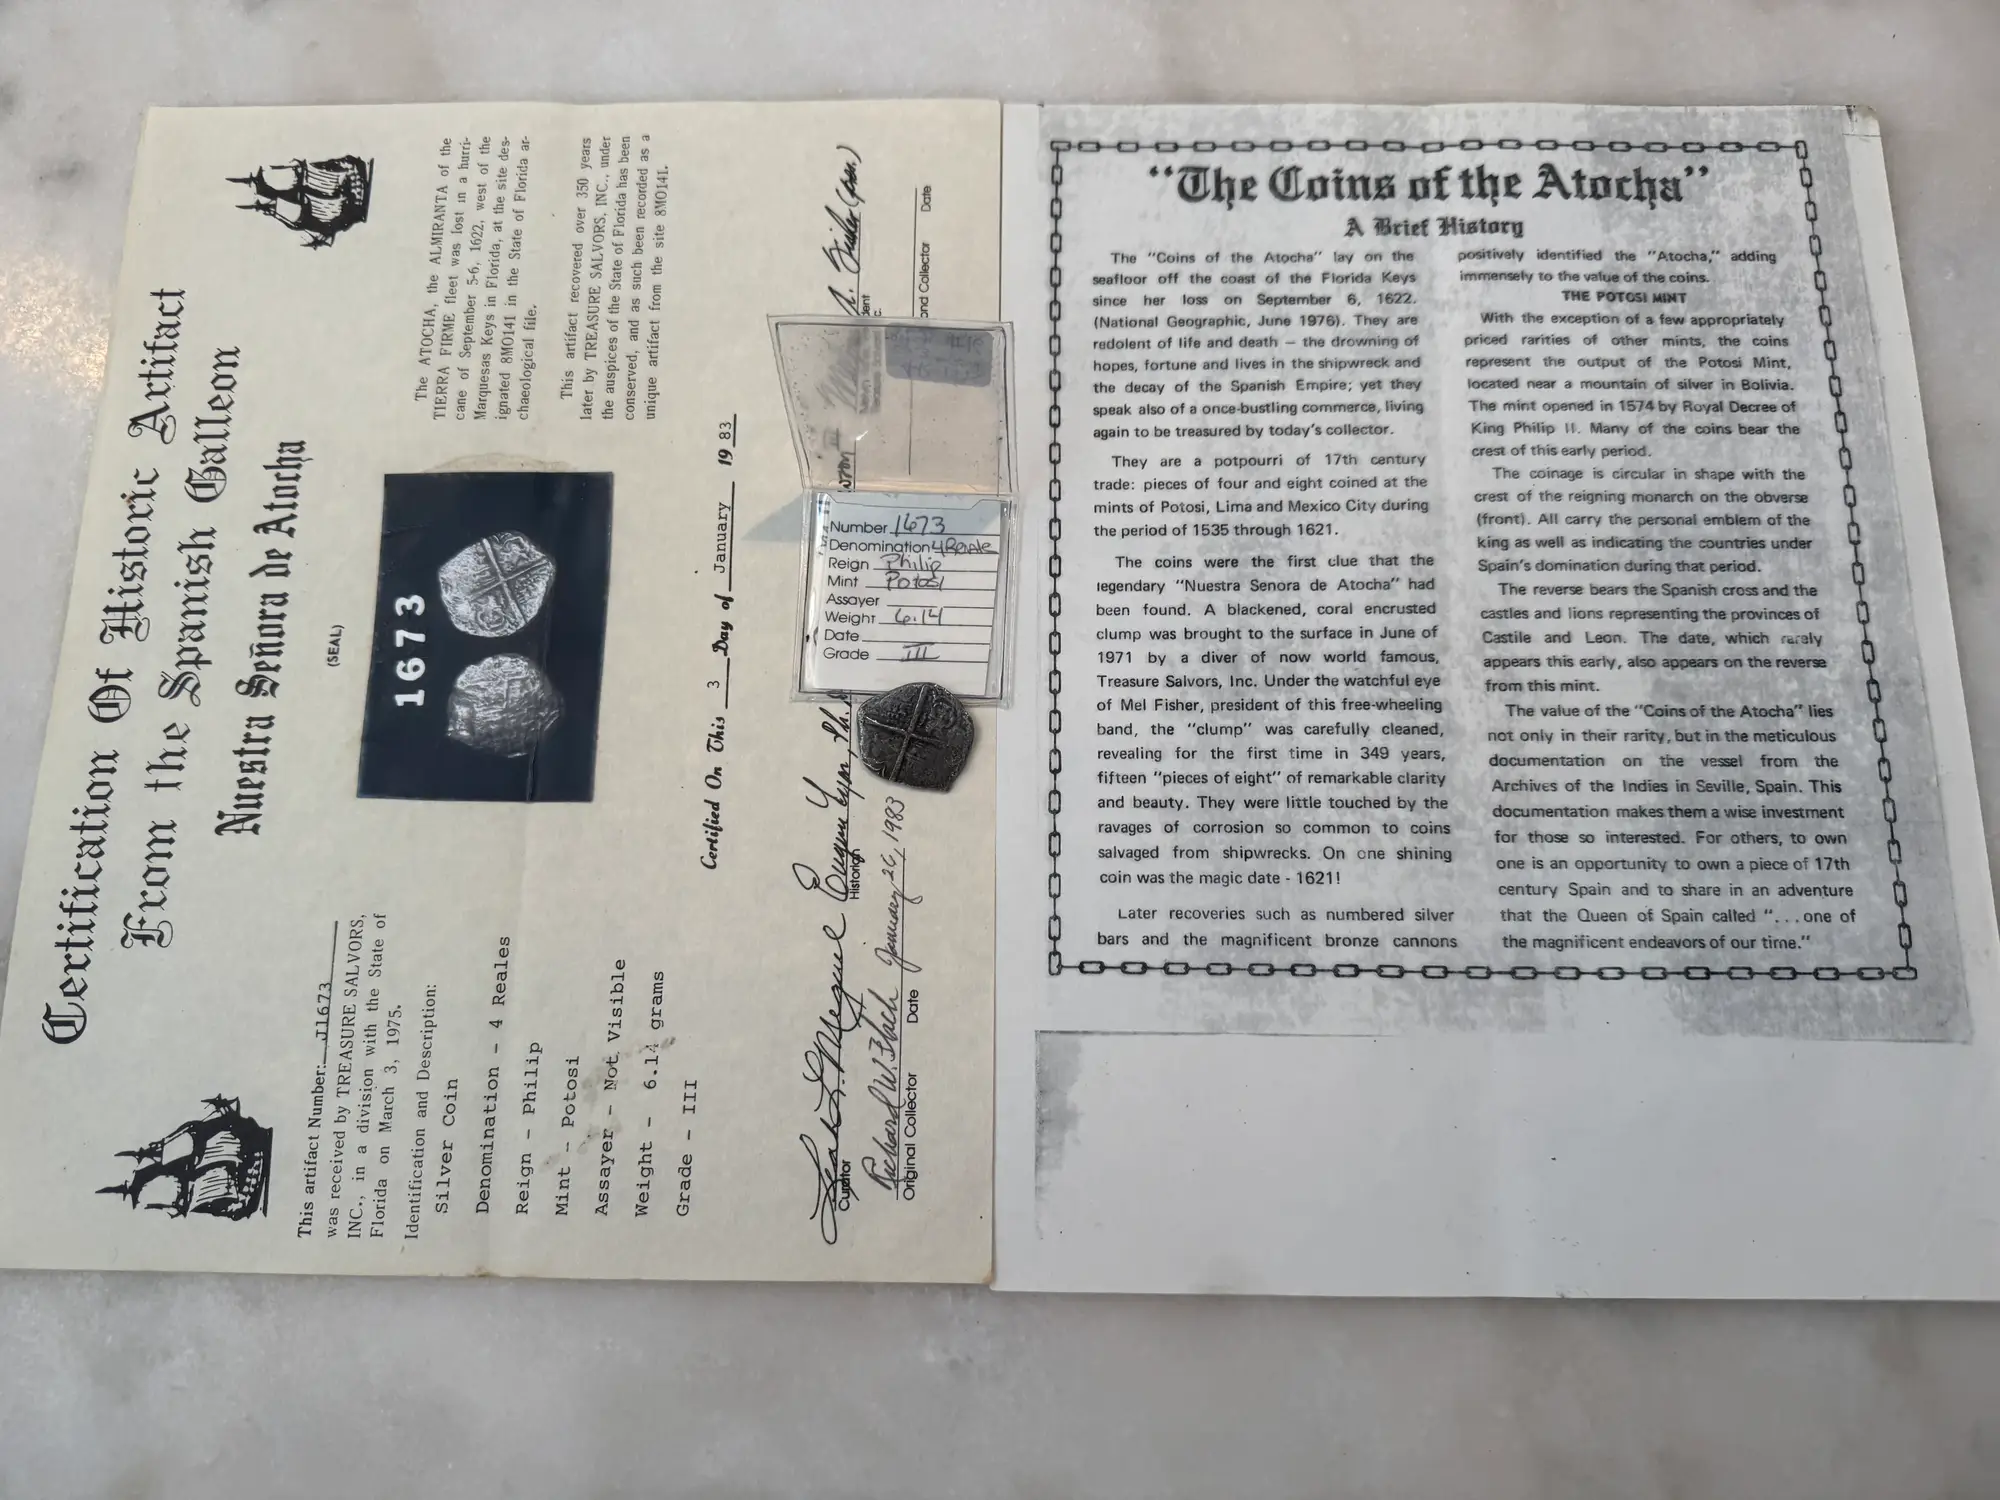 Certification Of Historic Artifact
From the Spanish Galleon
Nuestra Señora de Atocha
(SEAL)
This artifact Number: J1673
was received by TREASURE SALVORS,
INC., in a division with the State of
Florida on March 3, 1975.
Identification and Description:
Silver Coin
Denomination - 4 Reales
Reign - Philip
Mint - Potosi
Assayer - Not Visible
Weight - 6.14 grams
Grade - III
1673
The ATOCHA, the ALMIRANTA of the
TIERRA FIRME fleet was lost in a hurri-
cane of September 5-6, 1622, west of the
Marquesas Keys in Florida, at the site des-
ignated 8MO141 in the State of Florida ar-
chaeological file.
This artifact recovered over 350 years
later by TREASURE SALVORS, INC., under
the auspices of the State of Florida has been
conserved, and as such been recorded as a
unique artifact from the site 8MO141.
Certified On This 3 Day of January 1983
Curator
Eugene Lyon, Ph.
Historian
Richard W. January 26, 1983
Original Collector Date
Date
Number 1673
Denomination 4 Reale
Reign Philip
Mint Potosi
Assayer
Weight 6.14
Date
Grade III
"The Coins of the Atocha"
A Brief History
The "Coins of the Atocha" lay on the
seafloor off the coast of the Florida Keys
since her loss on September 6, 1622.
(National Geographic, June 1976). They are
redolent of life and death — the drowning of
hopes, fortune and lives in the shipwreck and
the decay of the Spanish Empire; yet they
speak also of a once-bustling commerce, living
again to be treasured by today's collector.
They are a potpourri of 17th century
trade: pieces of four and eight coined at the
mints of Potosi, Lima and Mexico City during
the period of 1535 through 1621.
The coins were the first clue that the
legendary "Nuestra Senora de Atocha" had
been found. A blackened, coral encrusted
clump was brought to the surface in June of
1971 by a diver of now world famous,
Treasure Salvors, Inc. Under the watchful eye
of Mel Fisher, president of this free-wheeling
band, the "clump" was carefully cleaned,
revealing for the first time in 349 years,
fifteen "pieces of eight" of remarkable clarity
and beauty. They were little touched by the
ravages of corrosion so common to coins
salvaged from shipwrecks. On one shining
coin was the magic date - 1621!
Later recoveries such as numbered silver
bars and the magnificent bronze cannons
positively identified the "Atocha," adding
immensely to the value of the coins.
THE POTOSI MINT
With the exception of a few appropriately
priced rarities of other mints, the coins
represent the output of the Potosi Mint,
located near a mountain of silver in Bolivia.
The mint opened in 1574 by Royal Decree of
King Philip II. Many of the coins bear the
crest of this early period.
The coinage is circular in shape with the
crest of the reigning monarch on the obverse
(front). All carry the personal emblem of the
king as well as indicating the countries under
Spain's domination during that period.
The reverse bears the Spanish cross and the
castles and lions representing the provinces of
Castile and Leon. The date, which rarely
appears this early, also appears on the reverse
from this mint.
The value of the "Coins of the Atocha" lies
not only in their rarity, but in the meticulous
documentation on the vessel from the
Archives of the Indies in Seville, Spain. This
documentation makes them a wise investment
for those so interested. For others, to own
one is an opportunity to own a piece of 17th
century Spain and to share in an adventure
that the Queen of Spain called "...one of
the magnificent endeavors of our time."